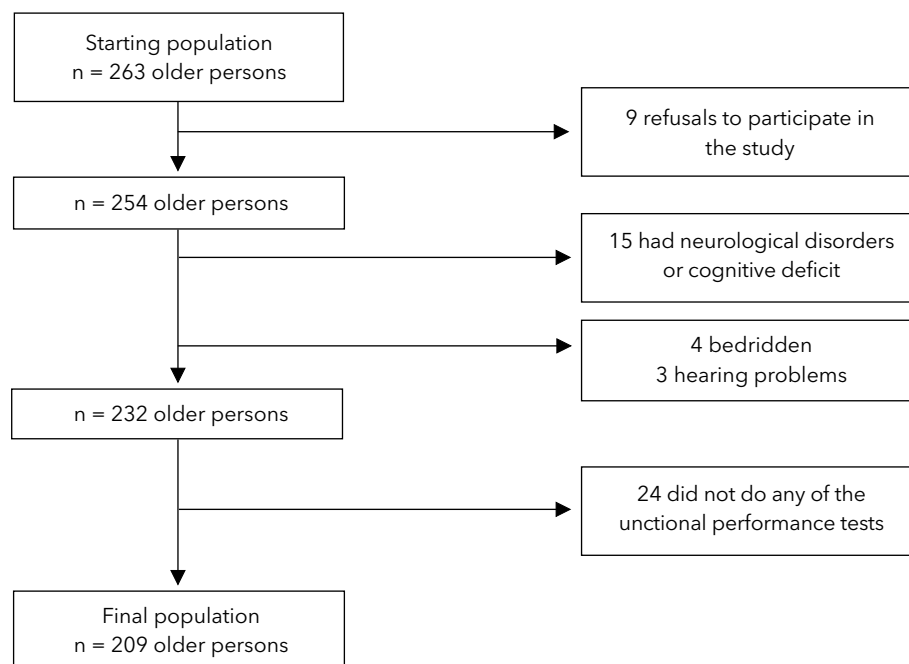 Starting population
n = 263 older persons
9 refusals to participate in
the study
n = 254 older persons
15 had neurological disorders
or cognitive deficit
4 bedridden
3 hearing problems
n = 232 older persons
24 did not do any of the
unctional performance tests
Final population
n = 209 older persons